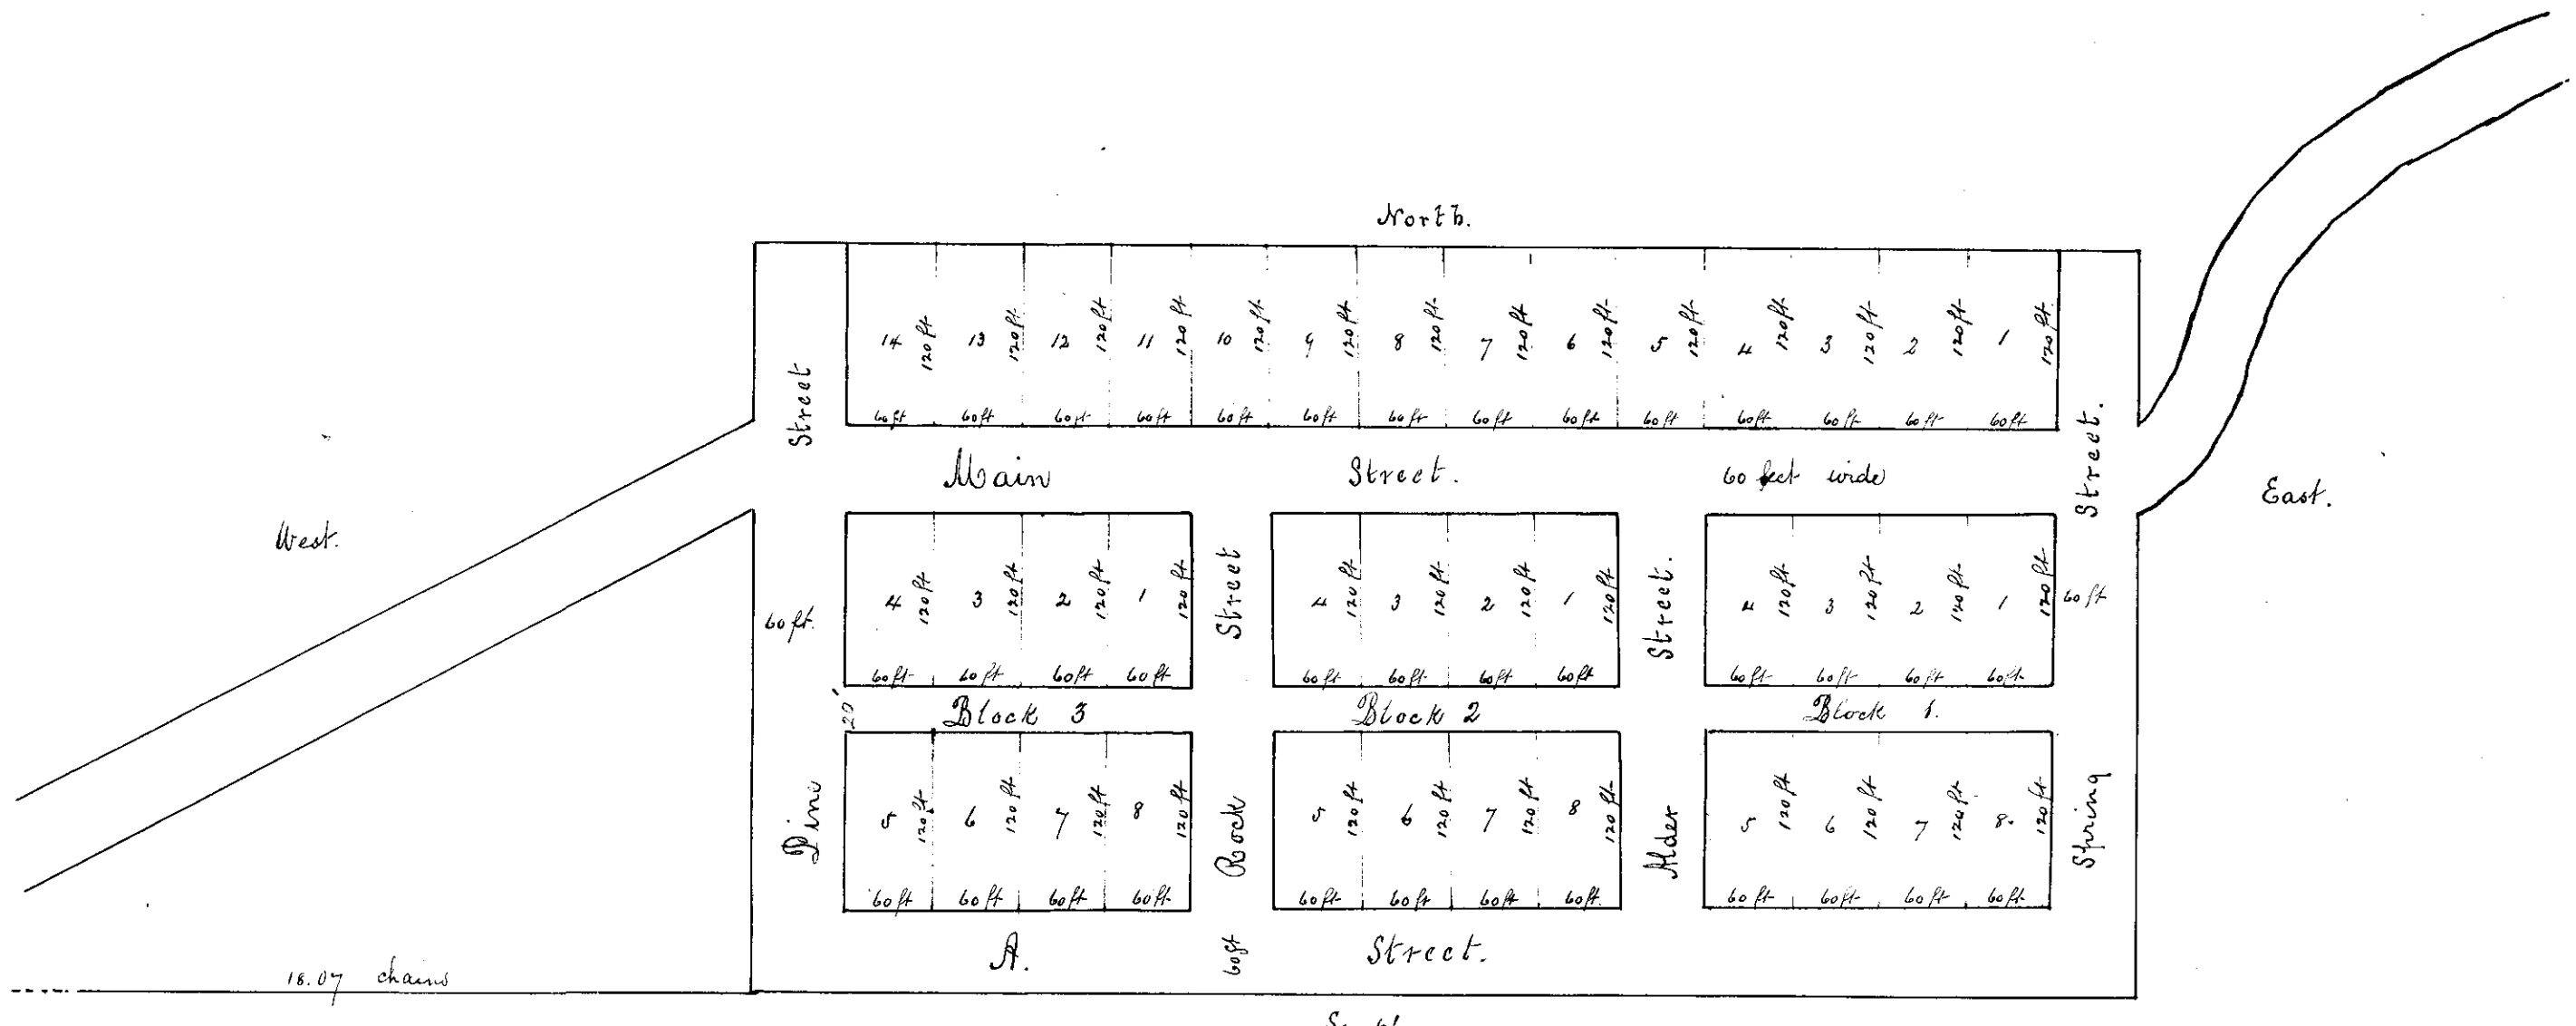 North.
14 13 12 11 10 9 8 7 6 5 4 3 2 1
120 ft 120 ft 120 ft 120 ft 120 ft 120 ft 120 ft 120 ft 120 ft 120 ft 120 ft 120 ft 120 ft 120 ft
60 ft 60 ft 60 ft 60 ft 60 ft 60 ft 60 ft 60 ft 60 ft 60 ft 60 ft 60 ft 60 ft 60 ft
Main Street. 60 feet wide
West.
East.
4 120 ft 3 120 ft 2 120 ft 1 120 ft
60 ft 60 ft 60 ft 60 ft
4 120 ft 3 120 ft 2 120 ft 1 120 ft
60 ft 60 ft 60 ft 60 ft
4 120 ft 3 120 ft 2 120 ft 1 120 ft
60 ft 60 ft 60 ft 60 ft
60 ft.
60 ft
20'
Block 3 Block 2 Block 1.
5 120 ft 6 120 ft 7 120 ft 8 120 ft
60 ft 60 ft 60 ft 60 ft
5 120 ft 6 120 ft 7 120 ft 8 120 ft
60 ft 60 ft 60 ft 60 ft.
5 120 ft 6 120 ft 7 120 ft 8. 120 ft
60 ft 60 ft 60 ft 60 ft
Pine Street
Rock Street
Alder Street.
Spring Street.
A. Street.
60 ft
18.07 chains